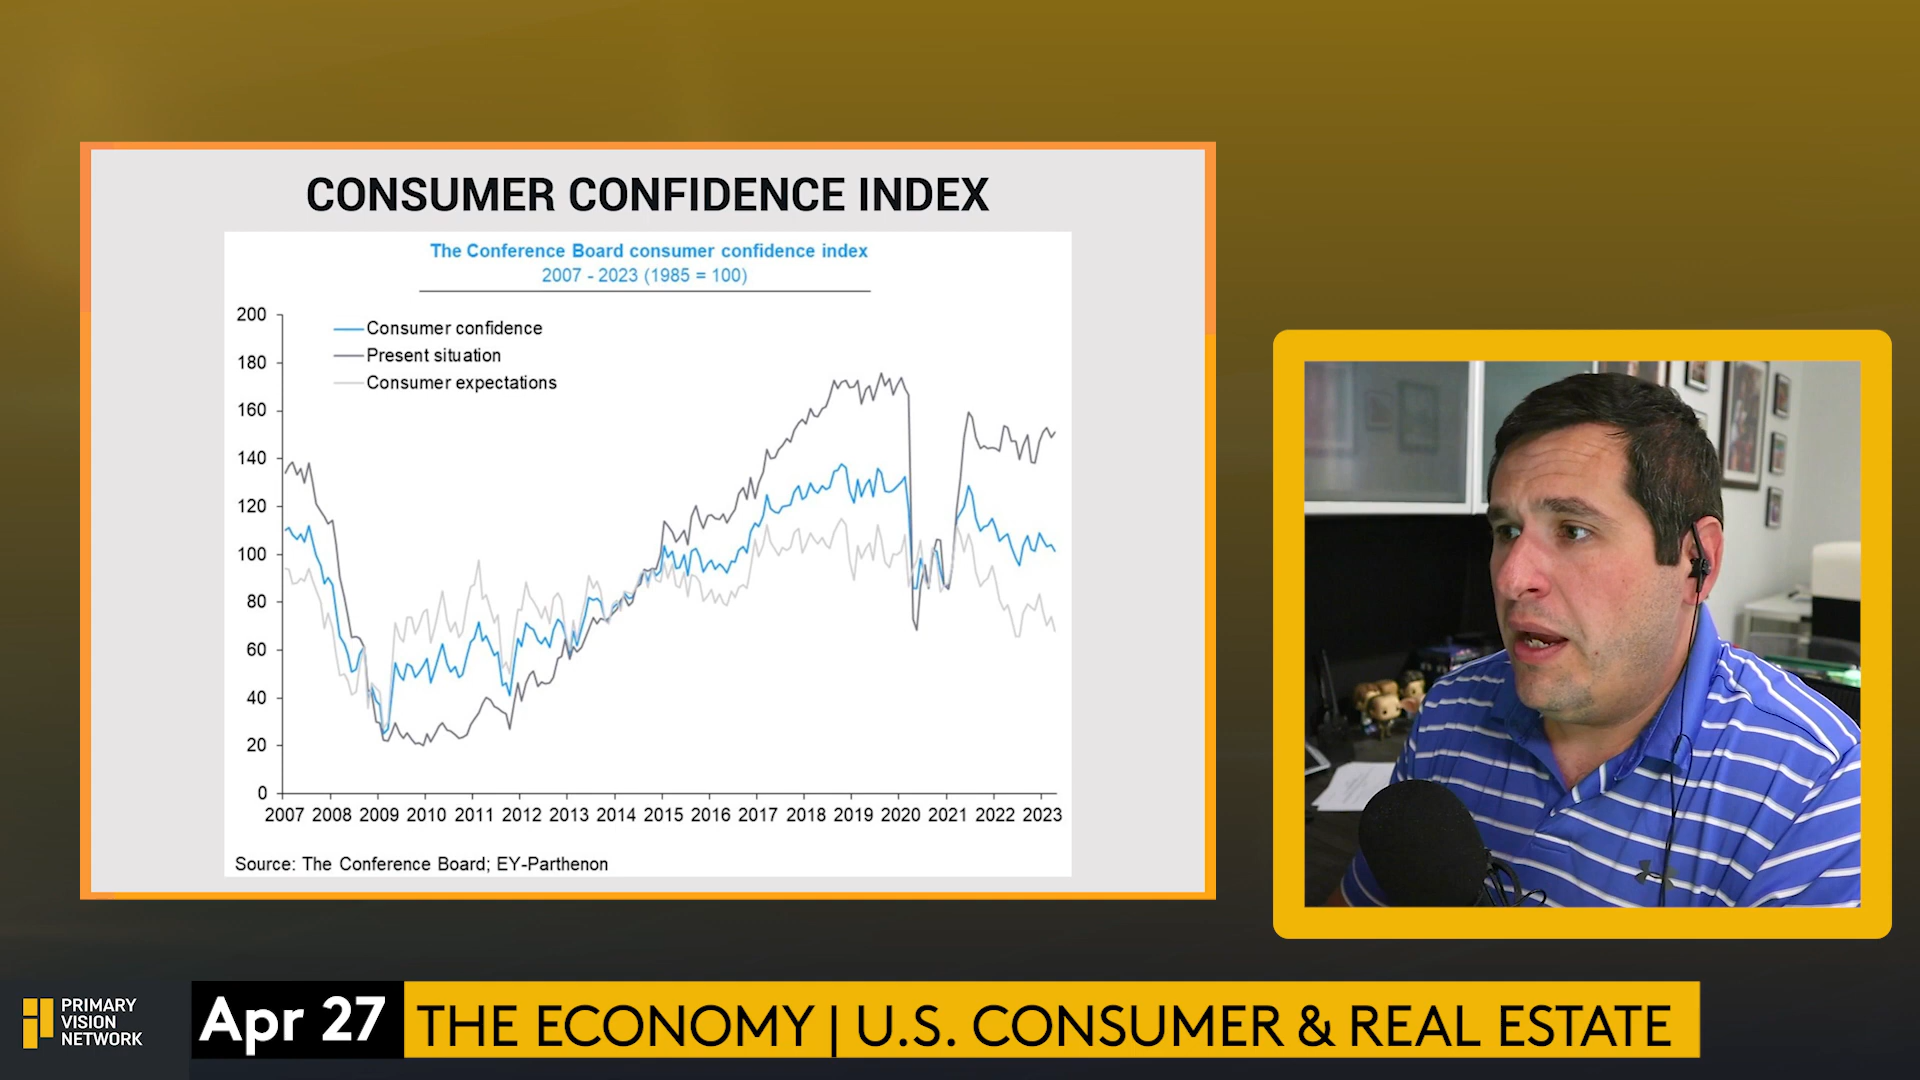 CONSUMER CONFIDENCE INDEX
The Conference Board consumer confidence index
2007 - 2023 (1985 = 100)
200
180
160
140
120
100
80
60
40
20
0
Consumer confidence
Present situation
Consumer expectations
2007 2008 2009 2010 2011 2012 2013 2014 2015 2016 2017 2018 2019 2020 2021 2022 2023
Source: The Conference Board; EY-Parthenon
PRIMARY
VISION
NETWORK
Apr 27
THE ECONOMY | U.S. CONSUMER & REAL ESTATE